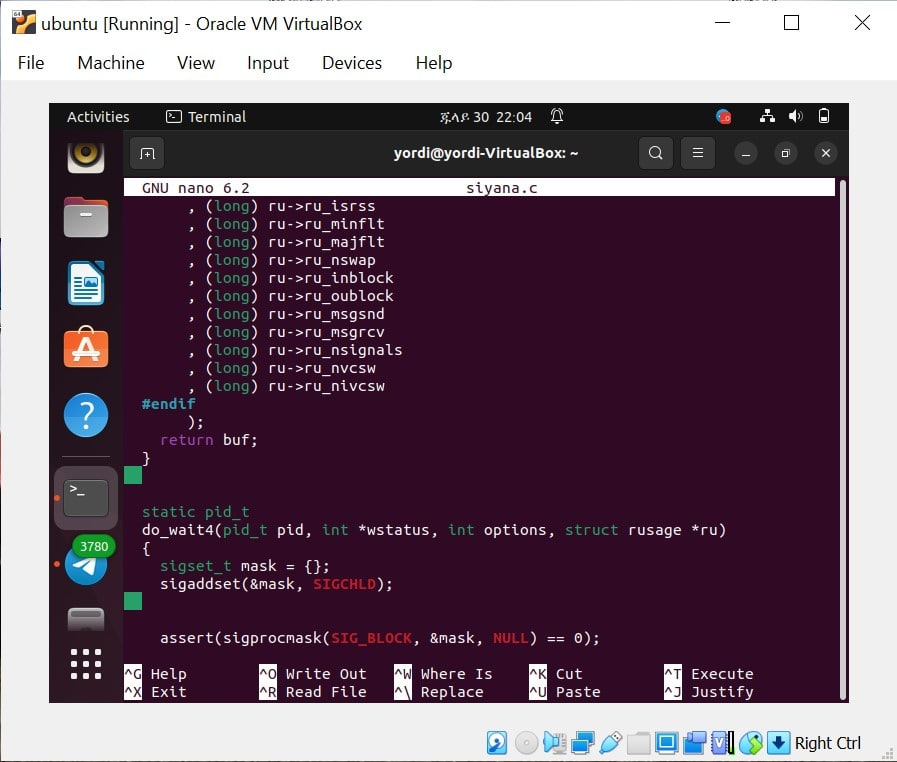 ubuntu [Running] - Oracle VM VirtualBox
File Machine View Input Devices Help
Activities Terminal ጁላይ 30 22:04
yordi@yordi-VirtualBox: ~
GNU nano 6.2 siyana.c
, (long) ru->ru_isrss
, (long) ru->ru_minflt
, (long) ru->ru_majflt
, (long) ru->ru_nswap
, (long) ru->ru_inblock
, (long) ru->ru_oublock
, (long) ru->ru_msgsnd
, (long) ru->ru_msgrcv
, (long) ru->ru_nsignals
, (long) ru->ru_nvcsw
, (long) ru->ru_nivcsw
#endif
);
return buf;
}
static pid_t
do_wait4(pid_t pid, int *wstatus, int options, struct rusage *ru)
{
sigset_t mask = {};
sigaddset(&mask, SIGCHLD);
assert(sigprocmask(SIG_BLOCK, &mask, NULL) == 0);
3780
^G Help ^O Write Out ^W Where Is ^K Cut ^T Execute
^X Exit ^R Read File ^\ Replace ^U Paste ^J Justify
Right Ctrl